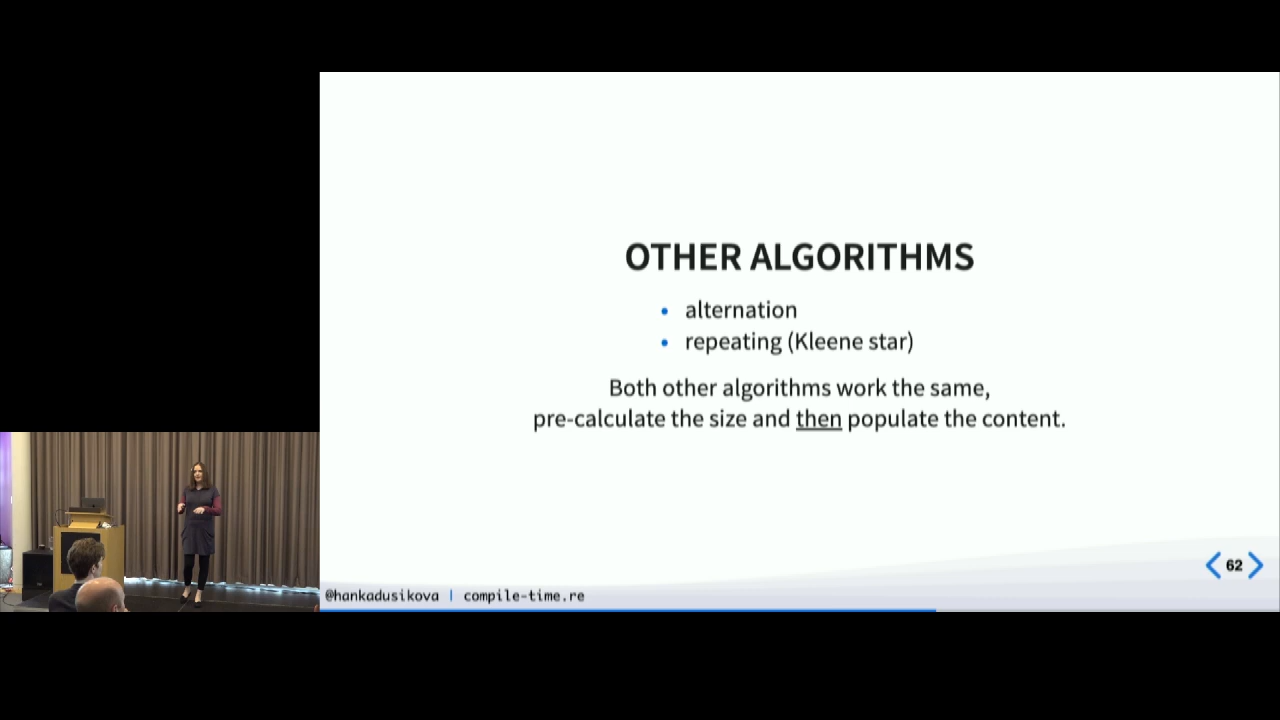 OTHER ALGORITHMS
• alternation
• repeating (Kleene star)
Both other algorithms work the same,
pre-calculate the size and then populate the content.
62
@hankadusikova | compile-time.re